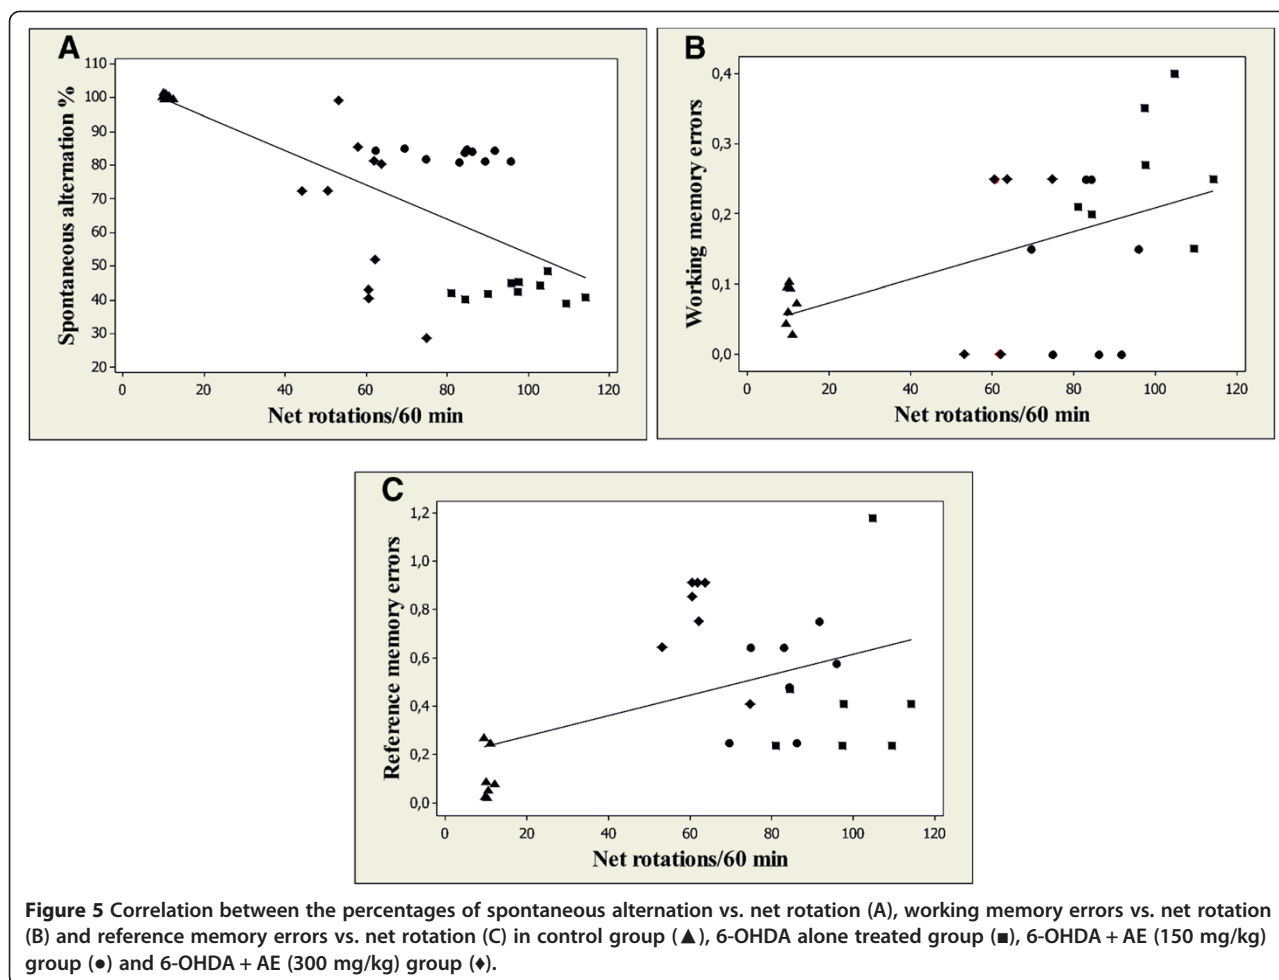 A
Spontaneous alternation %
110
100
90
80
70
60
50
40
30
20
0 20 40 60 80 100 120
Net rotations/60 min
B
Working memory errors
0,4
0,3
0,2
0,1
0,0
0 20 40 60 80 100 120
Net rotations/60 min
C
Reference memory errors
1,2
1,0
0,8
0,6
0,4
0,2
0,0
0 20 40 60 80 100 120
Net rotations/60 min
Figure 5 Correlation between the percentages of spontaneous alternation vs. net rotation (A), working memory errors vs. net rotation
(B) and reference memory errors vs. net rotation (C) in control group (▲), 6-OHDA alone treated group (■), 6-OHDA + AE (150 mg/kg)
group (●) and 6-OHDA + AE (300 mg/kg) group (♦).